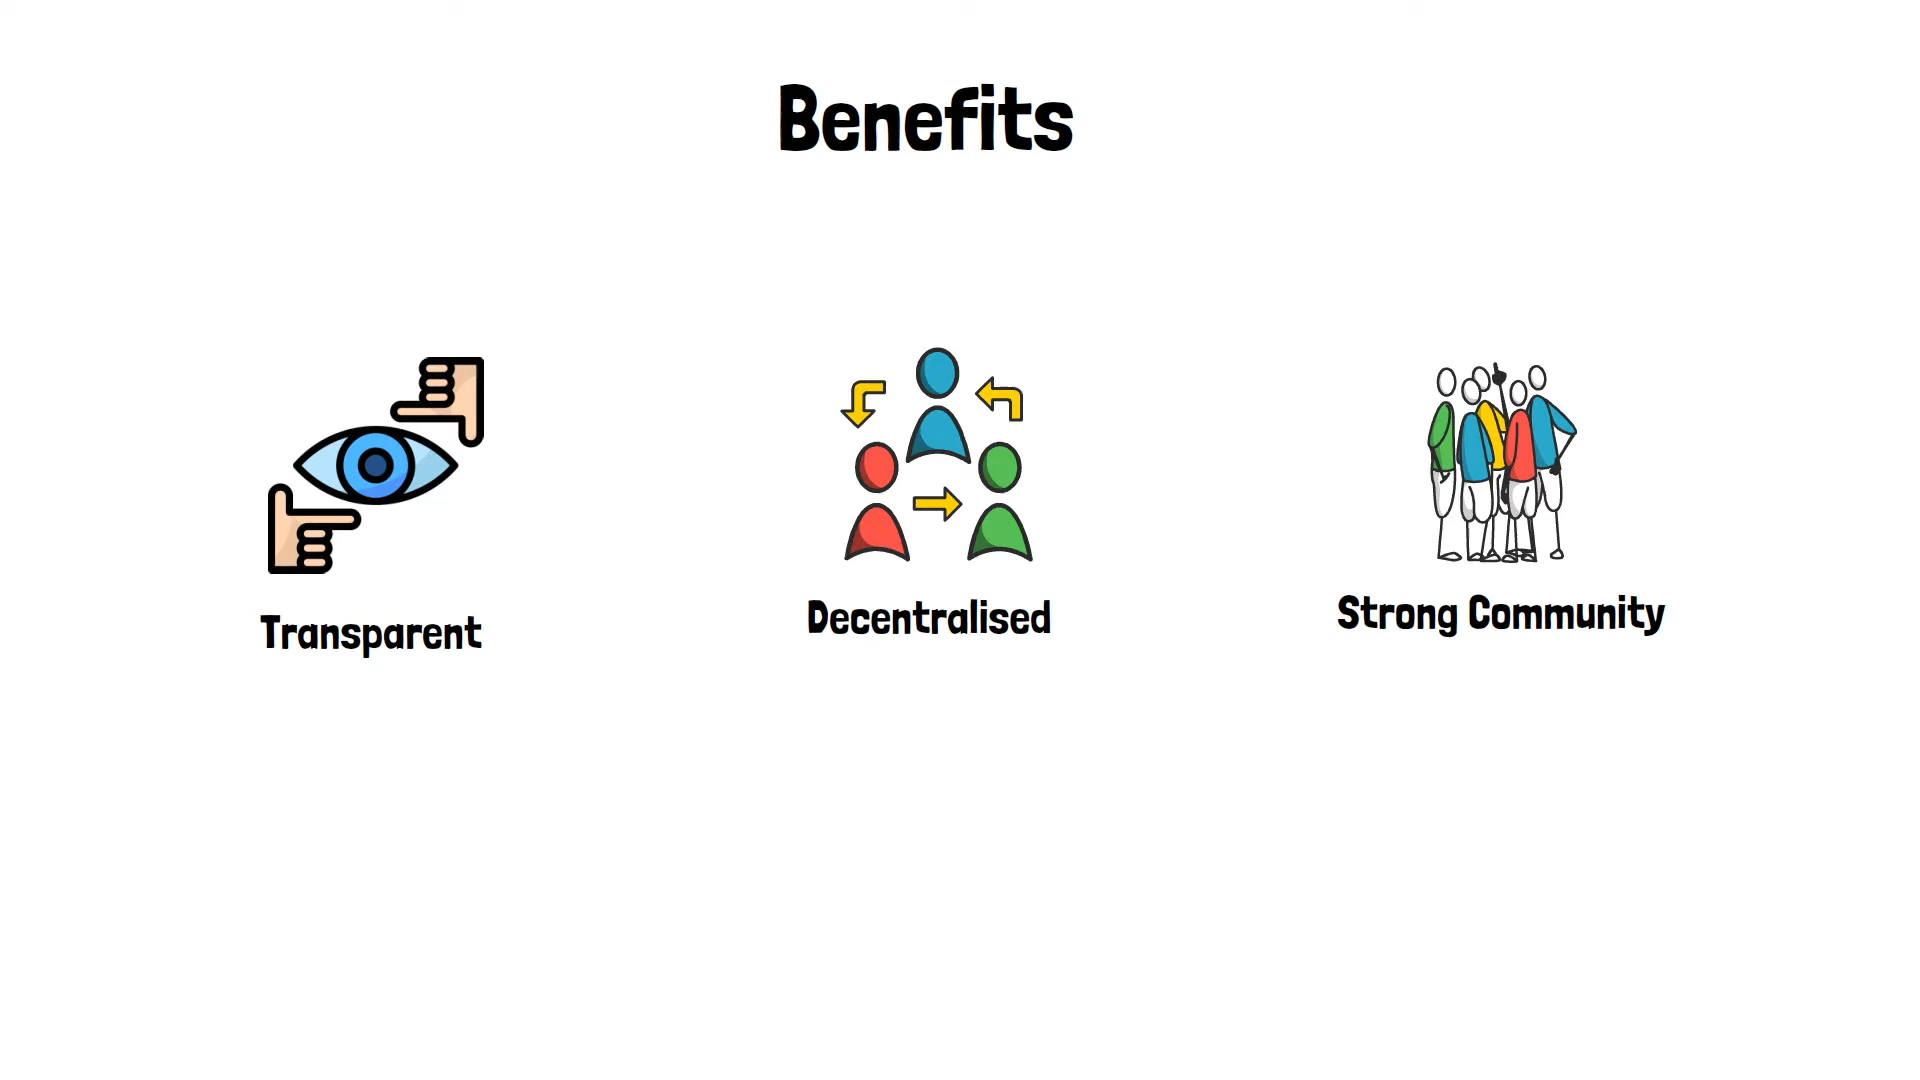 Benefits
Transparent
Decentralised
Strong Community